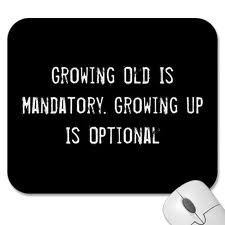 GROWING OLD IS
MANDATORY. GROWING UP
IS OPTIONAL